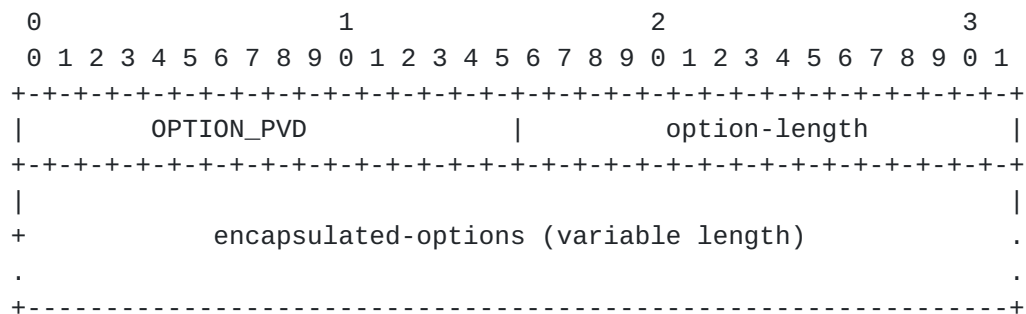 0                   1                   2                   3
 0 1 2 3 4 5 6 7 8 9 0 1 2 3 4 5 6 7 8 9 0 1 2 3 4 5 6 7 8 9 0 1
+-+-+-+-+-+-+-+-+-+-+-+-+-+-+-+-+-+-+-+-+-+-+-+-+-+-+-+-+-+-+-+-+
|        OPTION_PVD             |         option-length         |
+-+-+-+-+-+-+-+-+-+-+-+-+-+-+-+-+-+-+-+-+-+-+-+-+-+-+-+-+-+-+-+-+
|                                                               |
+            encapsulated-options (variable length)             .
.                                                               .
+---------------------------------------------------------------+